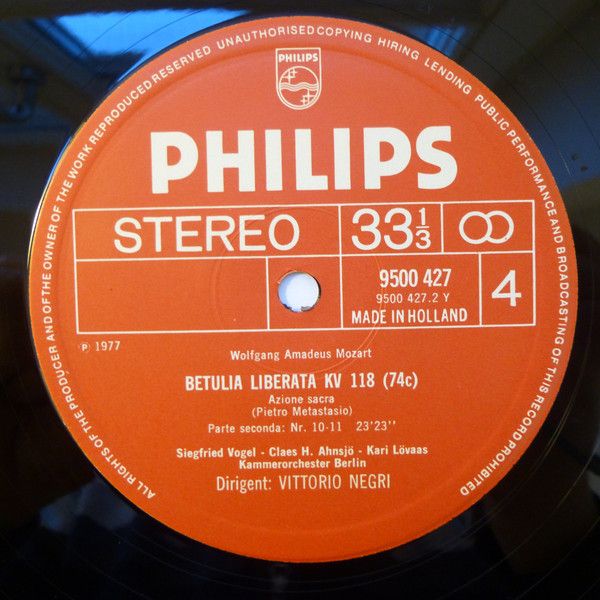 ALL RIGHTS OF THE PRODUCER AND OF THE OWNER OF THE WORK REPRODUCED RESERVED UNAUTHORISED COPYING HIRING LENDING PUBLIC PERFORMANCE AND BROADCASTING OF THIS RECORD PROHIBITED
PHILIPS
PHILIPS
STEREO
33 1/3
9500 427
9500 427.2 Y
MADE IN HOLLAND
4
℗ 1977
Wolfgang Amadeus Mozart
BETULIA LIBERATA KV 118 (74c)
Azione sacra
(Pietro Metastasio)
Parte seconda: Nr. 10-11 23'23''
Siegfried Vogel - Claes H. Ahnsjö - Kari Lövaas
Kammerorchester Berlin
Dirigent: VITTORIO NEGRI